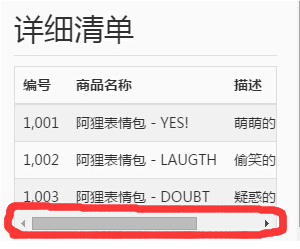 详细清单
编号 商品名称 描述
1,001 阿狸表情包 - YES! 萌萌的
1,002 阿狸表情包 - LAUGTH 偷笑的
1,003 阿狸表情包 - DOUBT 疑惑的